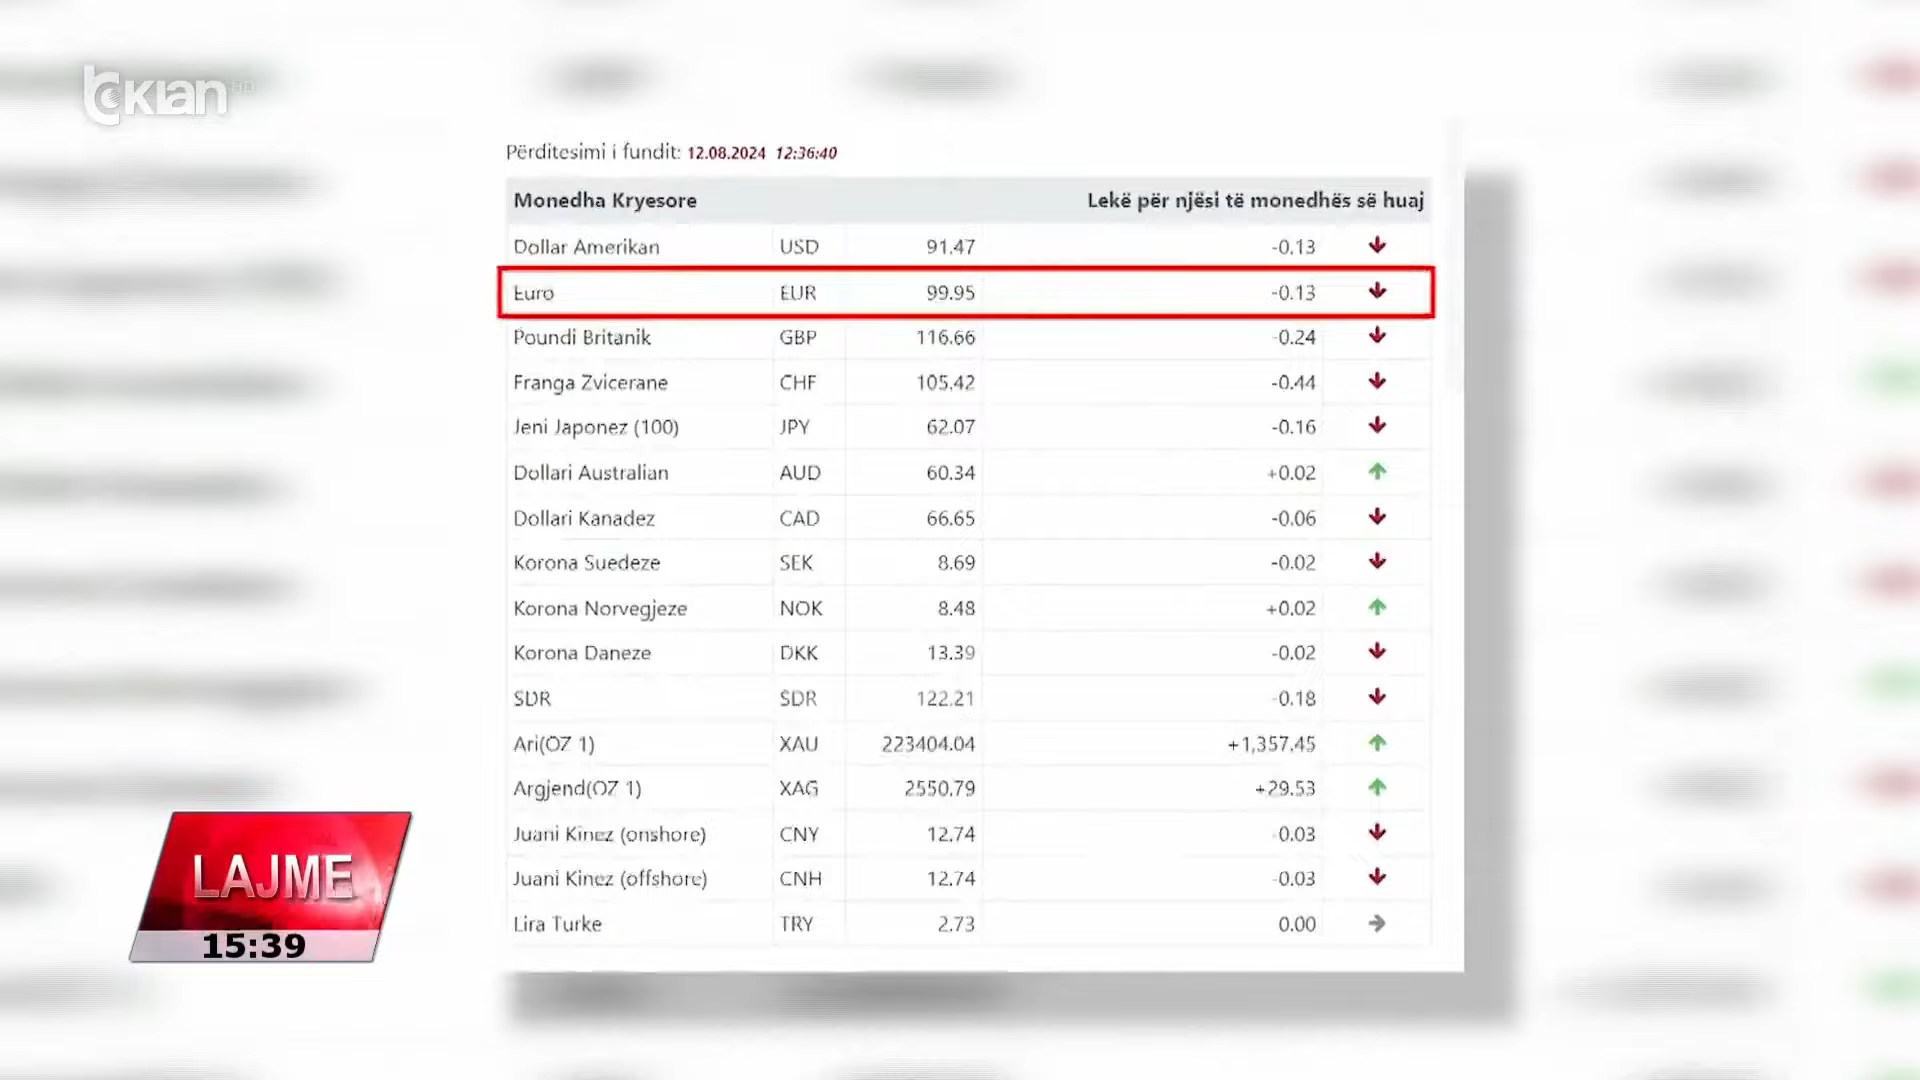 tvklan HD
Përditesimi i fundit: 12.08.2024 12:36:40
Monedha Kryesore Lekë për njësi të monedhës së huaj
Dollar Amerikan USD 91.47 -0.13
Euro EUR 99.95 -0.13
Poundi Britanik GBP 116.66 -0.24
Franga Zvicerane CHF 105.42 -0.44
Jeni Japonez (100) JPY 62.07 -0.16
Dollari Australian AUD 60.34 +0.02
Dollari Kanadez CAD 66.65 -0.06
Korona Suedeze SEK 8.69 -0.02
Korona Norvegjeze NOK 8.48 +0.02
Korona Daneze DKK 13.39 -0.02
SDR SDR 122.21 -0.18
Ari(OZ 1) XAU 223404.04 +1,357.45
Argjend(OZ 1) XAG 2550.79 +29.53
Juani Kinez (onshore) CNY 12.74 -0.03
Juani Kinez (offshore) CNH 12.74 -0.03
Lira Turke TRY 2.73 0.00
LAJME
15:39